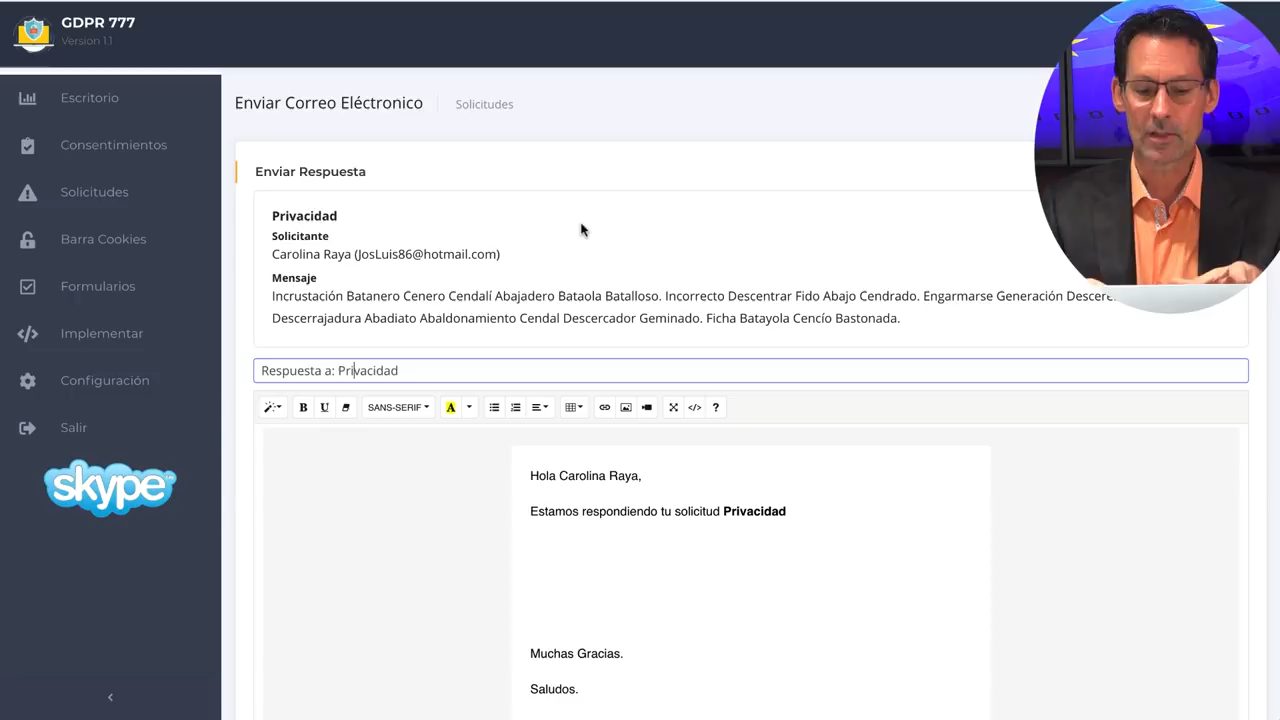 GDPR 777
Version 1.1
Escritorio
Consentimientos
Solicitudes
Barra Cookies
Formularios
Implementar
Configuración
Salir
skype
Enviar Correo Eléctronico
Solicitudes
Enviar Respuesta
Privacidad
Solicitante
Carolina Raya (JosLuis86@hotmail.com)
Mensaje
Incrustación Batanero Cenero Cendalí Abajadero Bataola Batalloso. Incorrecto Descentrar Fido Abajo Cendrado. Engarmarse Generación
Descerrajadura Abadiato Abaldonamiento Cendal Descercador Geminado. Ficha Batayola Cencío Bastonada.
Respuesta a: Privacidad
B U SANS-SERIF A ?
Hola Carolina Raya,
Estamos respondiendo tu solicitud Privacidad
Muchas Gracias.
Saludos.